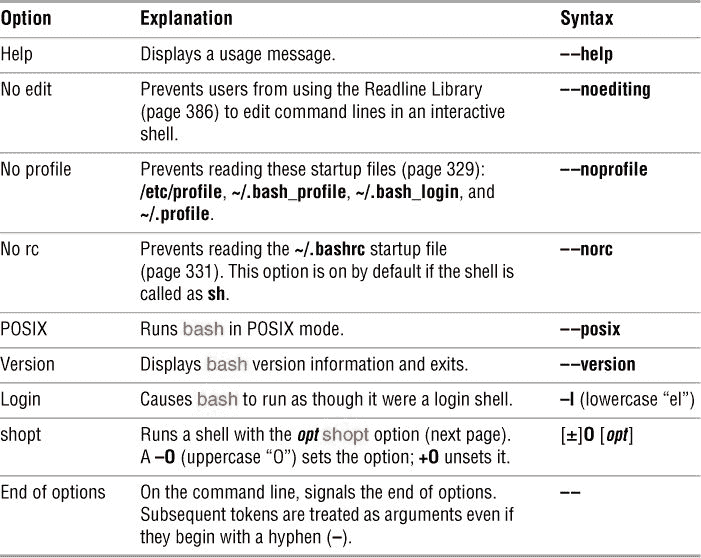 Option Explanation Syntax
Help Displays a usage message. ––help
No edit Prevents users from using the Readline Library ––noediting
(page 386) to edit command lines in an interactive
shell.
No profile Prevents reading these startup files (page 329): ––noprofile
/etc/profile, ~/.bash_profile, ~/.bash_login, and
~/.profile.
No rc Prevents reading the ~/.bashrc startup file ––norc
(page 331). This option is on by default if the shell is
called as sh.
POSIX Runs bash in POSIX mode. ––posix
Version Displays bash version information and exits. ––version
Login Causes bash to run as though it were a login shell. –l (lowercase “el”)
shopt Runs a shell with the opt shopt option (next page). [±]O [opt]
A –O (uppercase “O”) sets the option; +O unsets it.
End of options On the command line, signals the end of options. ––
Subsequent tokens are treated as arguments even if
they begin with a hyphen (–).